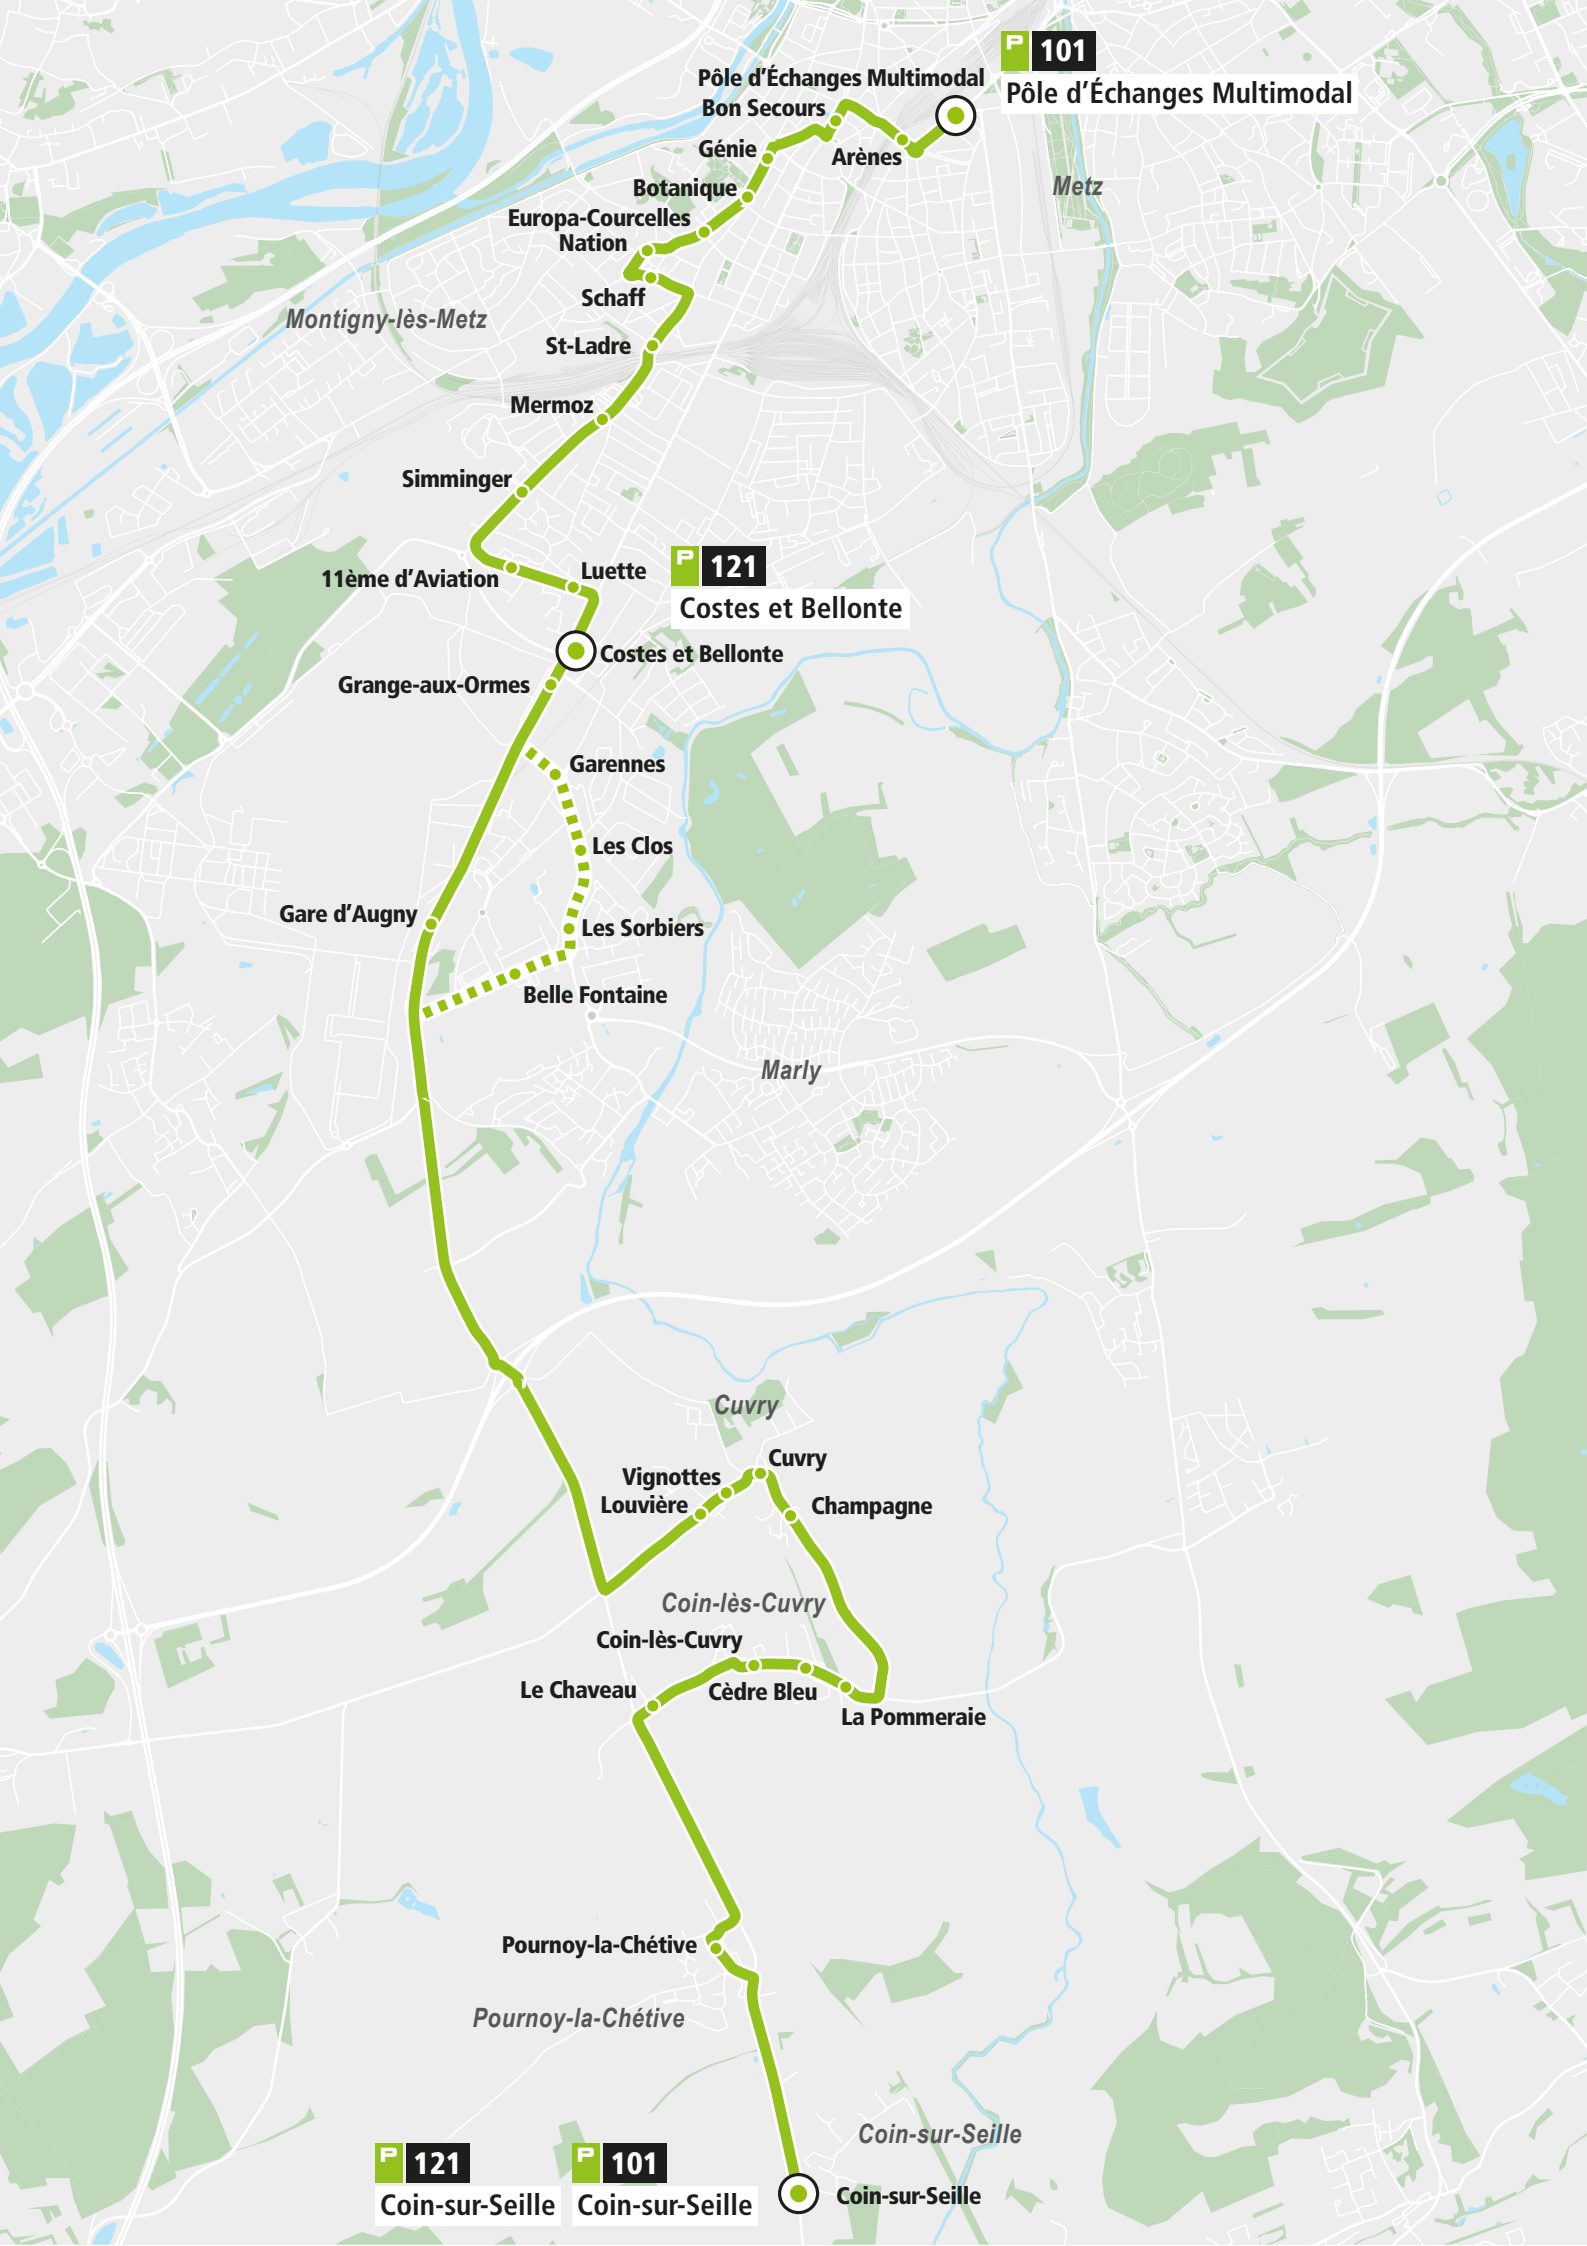 P 101
Pôle d'Échanges Multimodal
Pôle d'Échanges Multimodal
Bon Secours
Génie
Arènes
Metz
Botanique
Europa-Courcelles
Nation
Schaff
Montigny-lès-Metz
St-Ladre
Mermoz
Simminger
11ème d'Aviation
Luette
P 121
Costes et Bellonte
Costes et Bellonte
Grange-aux-Ormes
Garennes
Les Clos
Gare d'Augny
Les Sorbiers
Belle Fontaine
Marly
Cuvry
Cuvry
Vignottes
Louvière
Champagne
Coin-lès-Cuvry
Coin-lès-Cuvry
Le Chaveau
Cèdre Bleu
La Pommeraie
Pournoy-la-Chétive
Pournoy-la-Chétive
Coin-sur-Seille
P 121
Coin-sur-Seille
P 101
Coin-sur-Seille
Coin-sur-Seille